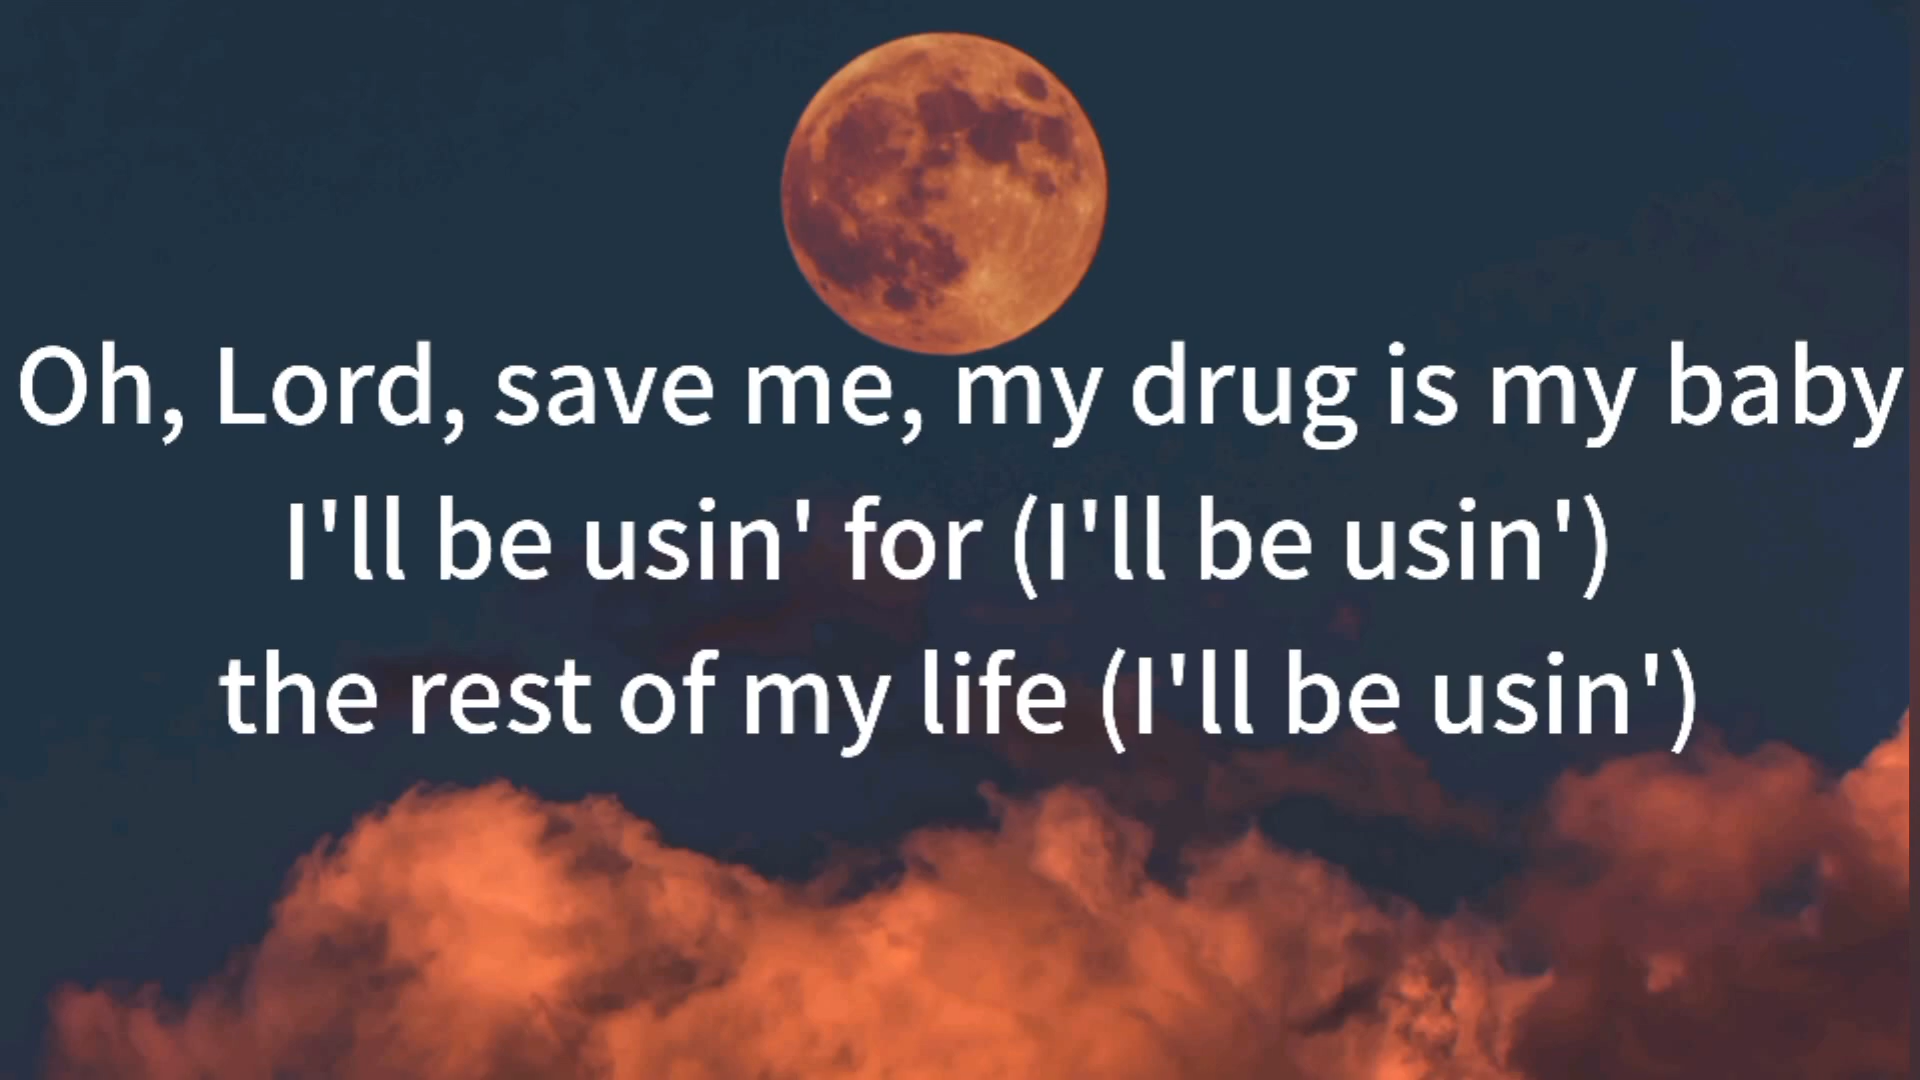 Oh, Lord, save me, my drug is my baby
I'll be usin' for (I'll be usin')
the rest of my life (I'll be usin')